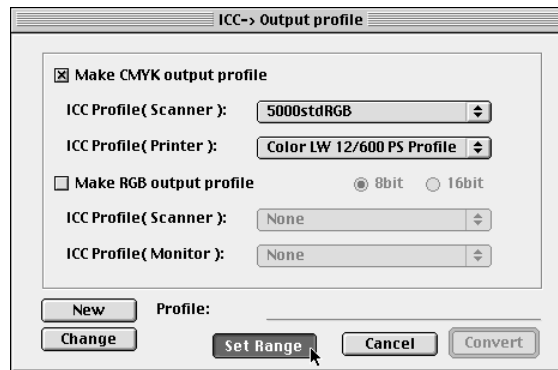 ICC-> Output profile
Make CMYK output profile
ICC Profile( Scanner ): 5000stdRGB
ICC Profile( Printer ): Color LW 12/600 PS Profile
Make RGB output profile 8bit 16bit
ICC Profile( Scanner ): None
ICC Profile( Monitor ): None
New Profile:
Change Set Range Cancel Convert